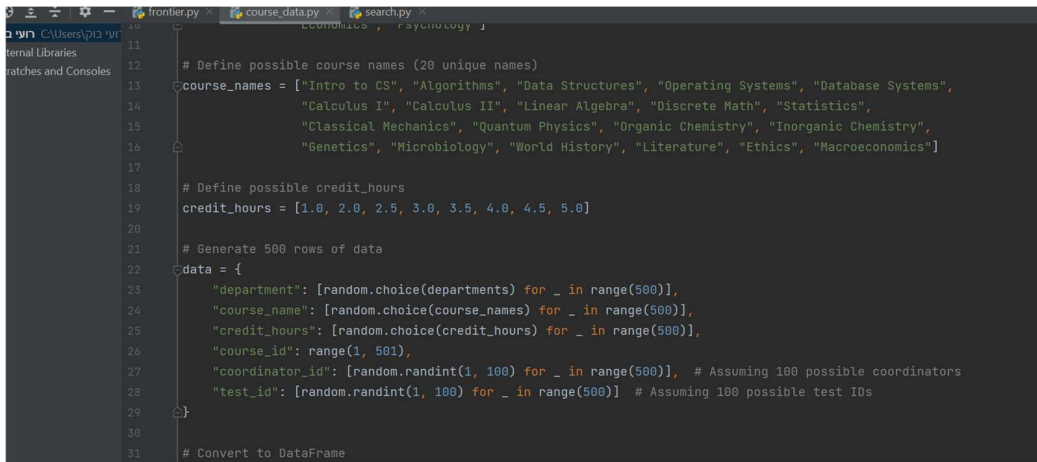 frontier.py course_data.py search.py
רועי בוק C:\Users\רועי
ternal Libraries
ratches and Consoles
10 "Economics", "Psychology"]
11
12 # Define possible course names (20 unique names)
13 course_names = ["Intro to CS", "Algorithms", "Data Structures", "Operating Systems", "Database Systems",
14 "Calculus I", "Calculus II", "Linear Algebra", "Discrete Math", "Statistics",
15 "Classical Mechanics", "Quantum Physics", "Organic Chemistry", "Inorganic Chemistry",
16 "Genetics", "Microbiology", "World History", "Literature", "Ethics", "Macroeconomics"]
17
18 # Define possible credit_hours
19 credit_hours = [1.0, 2.0, 2.5, 3.0, 3.5, 4.0, 4.5, 5.0]
20
21 # Generate 500 rows of data
22 data = {
23 "department": [random.choice(departments) for _ in range(500)],
24 "course_name": [random.choice(course_names) for _ in range(500)],
25 "credit_hours": [random.choice(credit_hours) for _ in range(500)],
26 "course_id": range(1, 501),
27 "coordinator_id": [random.randint(1, 100) for _ in range(500)], # Assuming 100 possible coordinators
28 "test_id": [random.randint(1, 100) for _ in range(500)] # Assuming 100 possible test IDs
29 }
30
31 # Convert to DataFrame